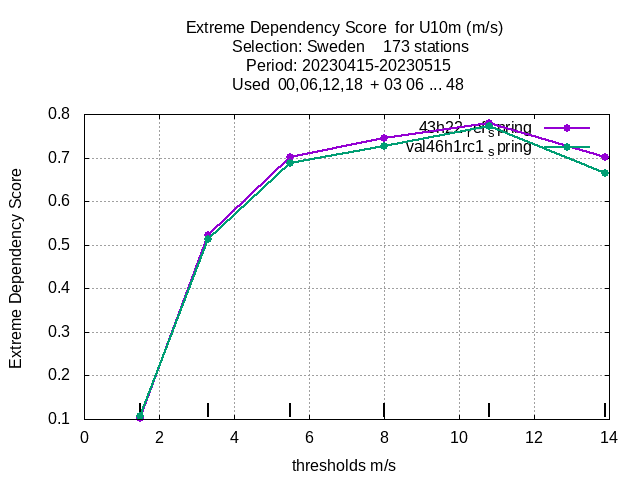 Extreme Dependency Score for U10m (m/s)
Selection: Sweden 173 stations
Period: 20230415-20230515
Used 00,06,12,18 + 03 06 ... 48
Extreme Dependency Score
0.8
0.7
0.6
0.5
0.4
0.3
0.2
0.1
43h22refspring
val46h1rc1spring
0 2 4 6 8 10 12 14
thresholds m/s